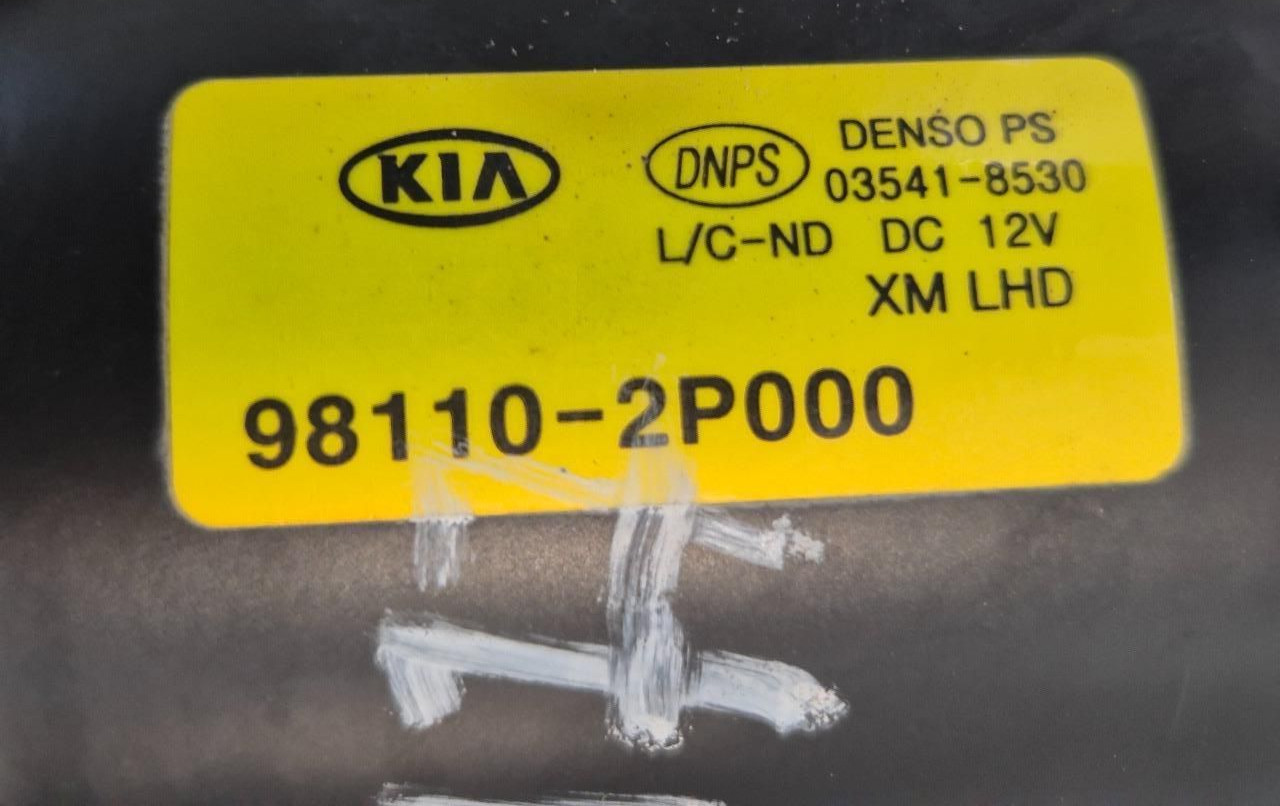 KIA
DNPS
DENSO PS
03541-8530
L/C-ND DC 12V
XM LHD
98110-2P000